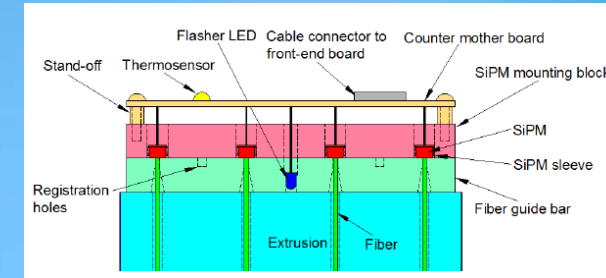 Flasher LED
Cable connector to
front-end board
Counter mother board
Stand-off
Thermosensor
SiPM mounting block
SiPM
SiPM sleeve
Registration
holes
Fiber guide bar
Extrusion
Fiber